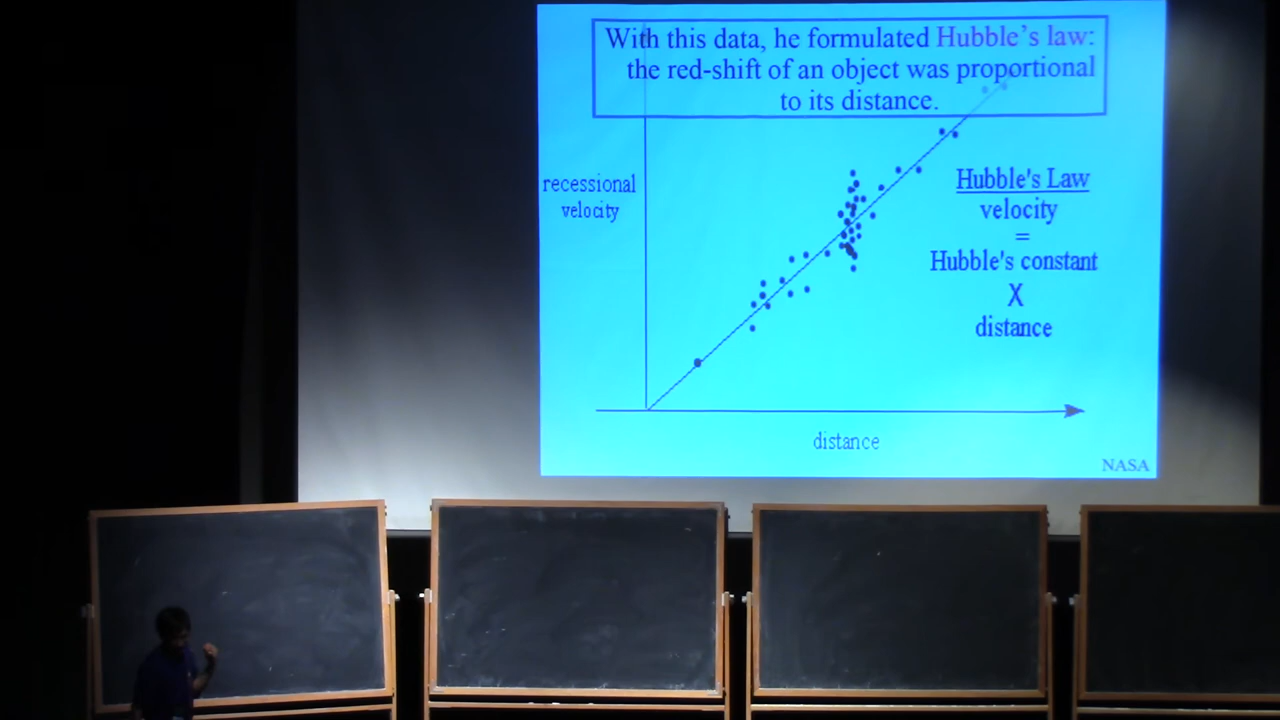 With this data, he formulated Hubble's law:
the red-shift of an object was proportional
to its distance.
recessional
velocity
Hubble's Law
velocity
=
Hubble's constant
X
distance
distance
NASA